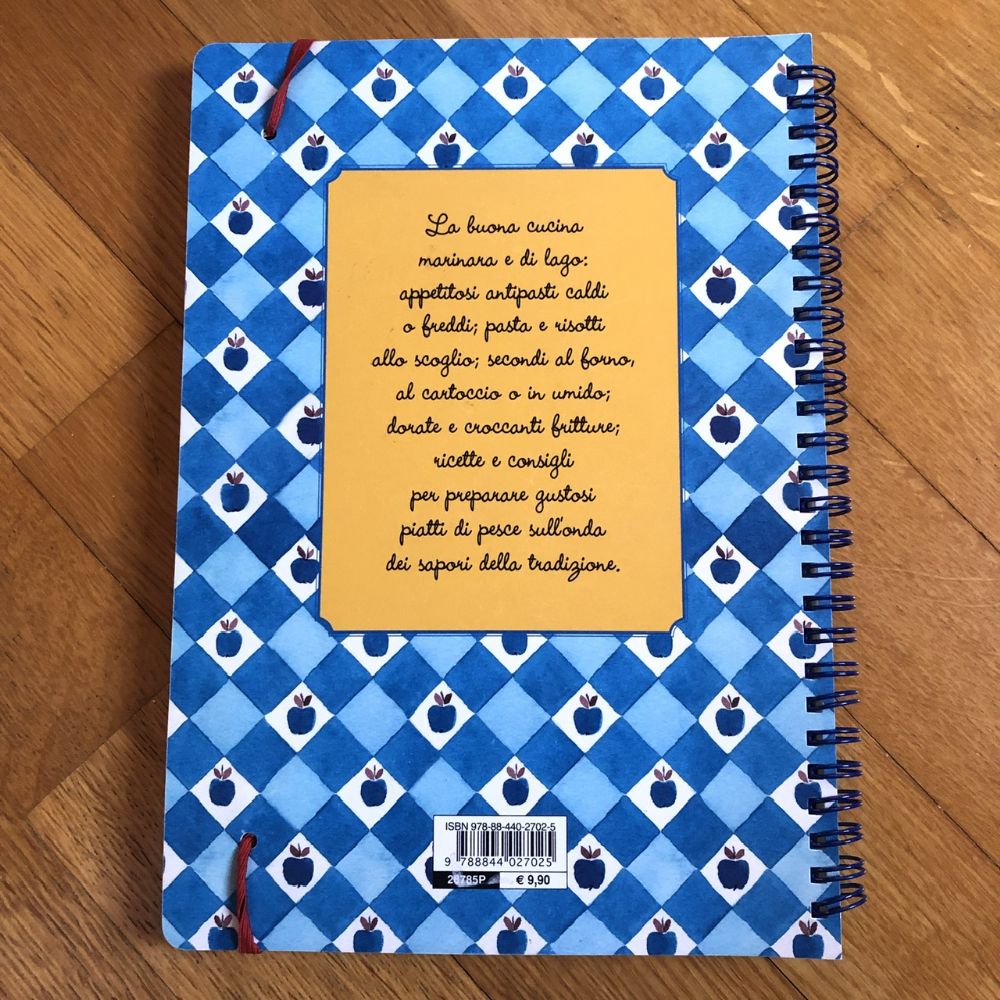 La buona cucina
marinara e di lago:
appetitosi antipasti caldi
o freddi; pasta e risotti
allo scoglio; secondi al forno,
al cartoccio o in umido;
dorate e croccanti fritture;
ricette e consigli
per preparare gustosi
piatti di pesce sull'onda
dei sapori della tradizione.
ISBN 978-88-440-2702-5
9 788844 027025
28785P € 9,90